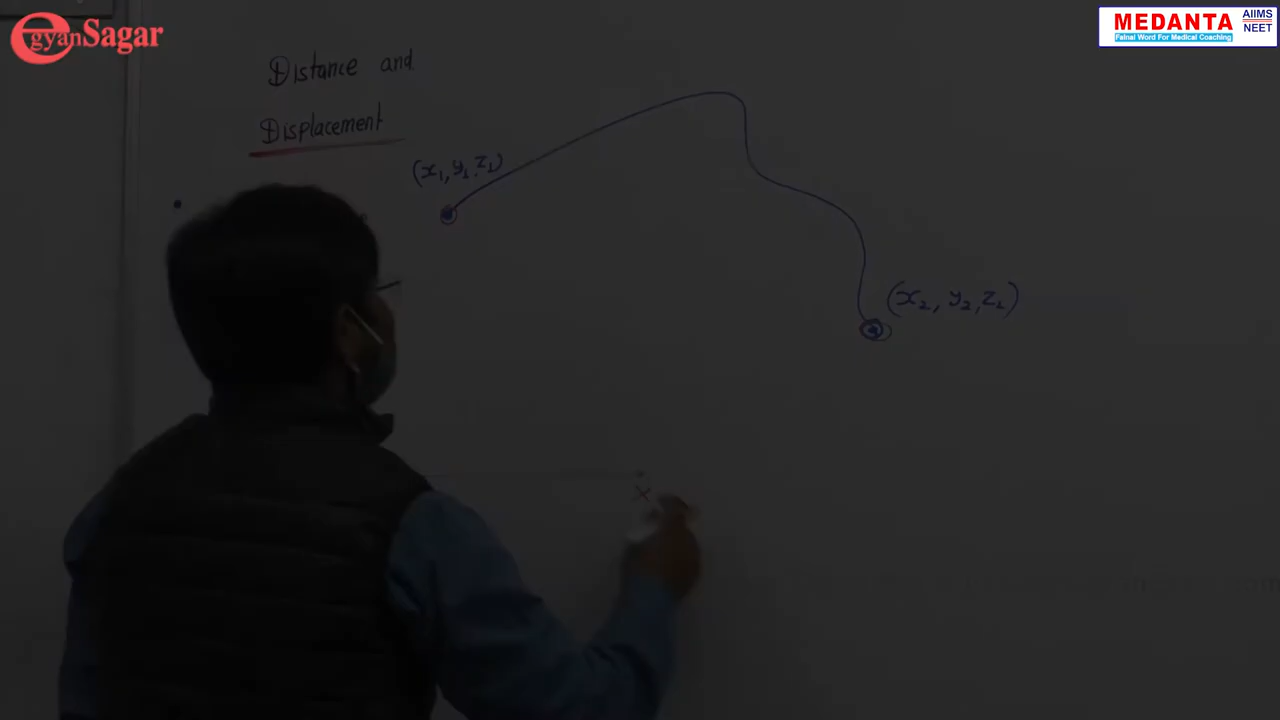 egyanSagar
MEDANTA AIIMS NEET
Fainal Word For Medical Coaching
Distance and
Displacement
(x₁, y₁, z₁)
(x₂, y₂, z₂)
X